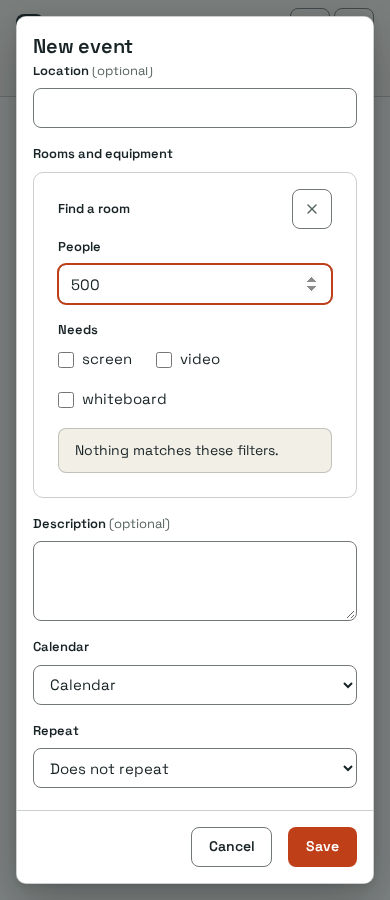 New event
Location (optional)
Rooms and equipment
Find a room
People
500
Needs
screen video
whiteboard
Nothing matches these filters.
Description (optional)
Calendar
Calendar
Repeat
Does not repeat
Cancel Save